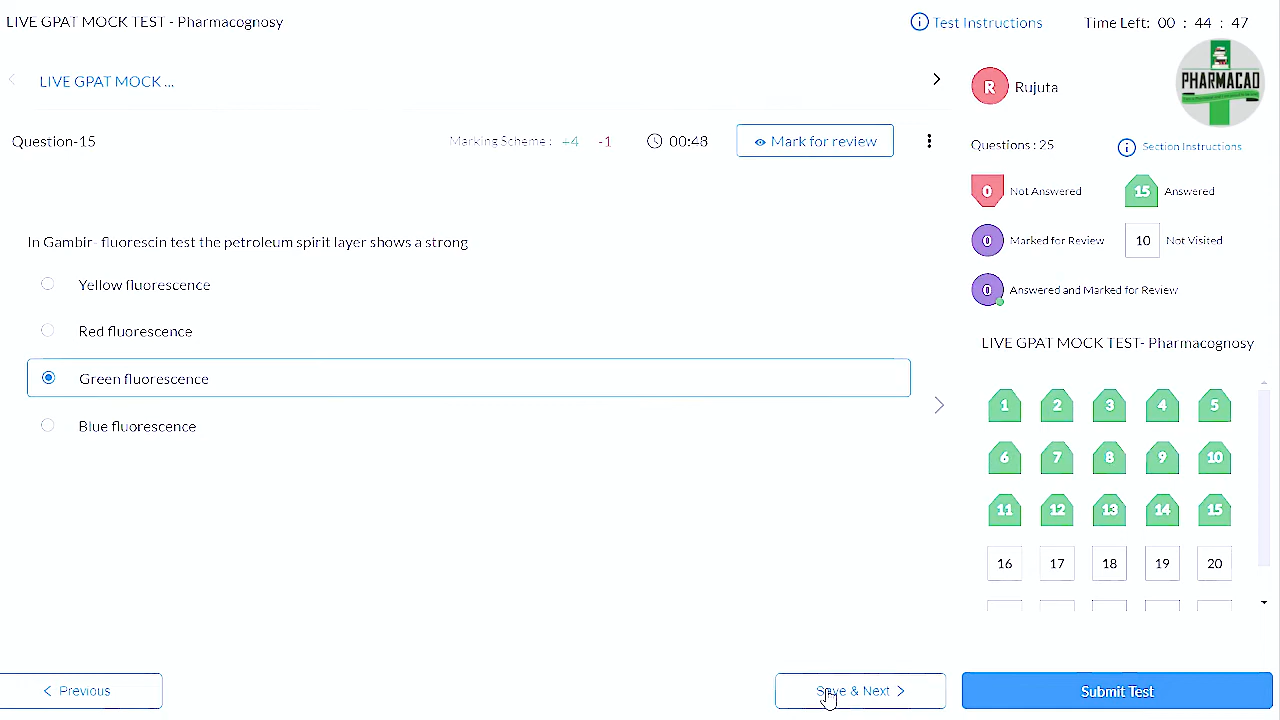 LIVE GPAT MOCK TEST - Pharmacognosy
Test Instructions
Time Left: 00 : 44 : 47
LIVE GPAT MOCK ...
R Rujuta
PHARMACAD
Question-15
Marking Scheme : +4 -1
00:48
Mark for review
Questions : 25
Section Instructions
0 Not Answered
15 Answered
0 Marked for Review
10 Not Visited
0 Answered and Marked for Review
In Gambir- fluorescin test the petroleum spirit layer shows a strong
Yellow fluorescence
Red fluorescence
Green fluorescence
Blue fluorescence
LIVE GPAT MOCK TEST- Pharmacognosy
1 2 3 4 5
6 7 8 9 10
11 12 13 14 15
16 17 18 19 20
Previous
Save & Next
Submit Test